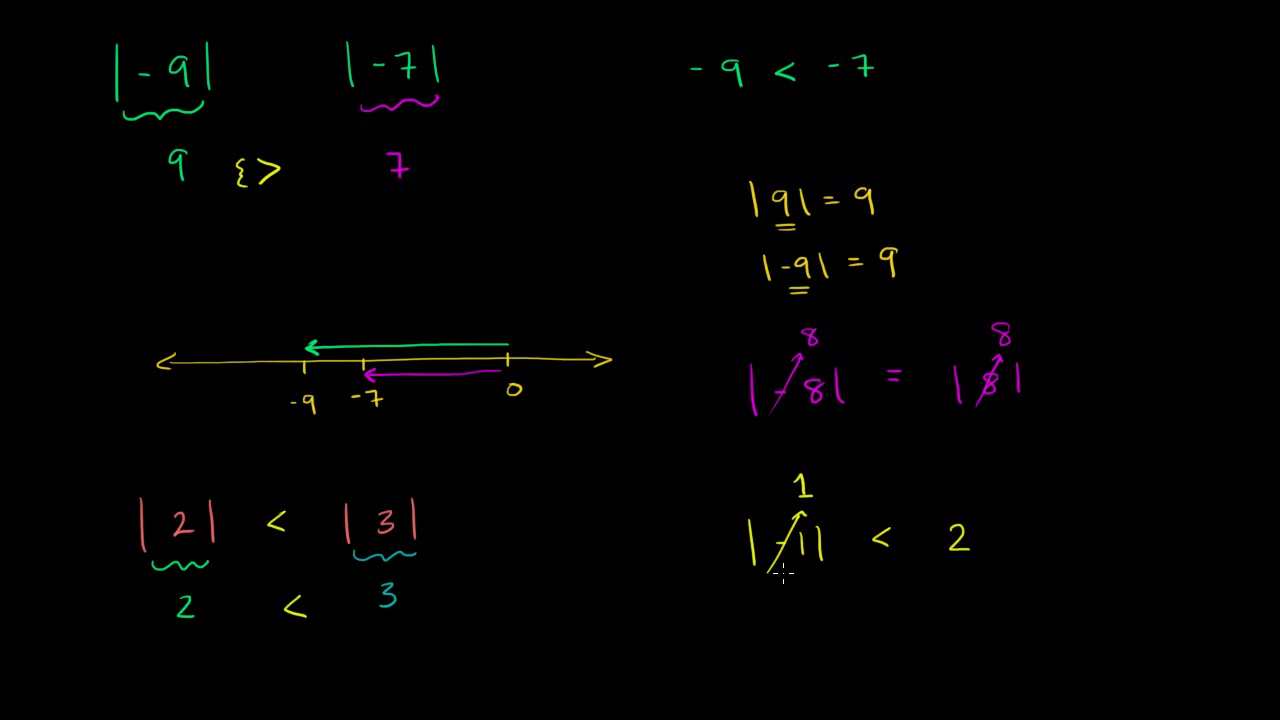 |-9| |-7|
9 { > 7
-9 -7 0
|2| < |3|
2 < 3
-9 < -7
|9| = 9
|-9| = 9
8 8
|-8| = |8|
1
|-1| < 2